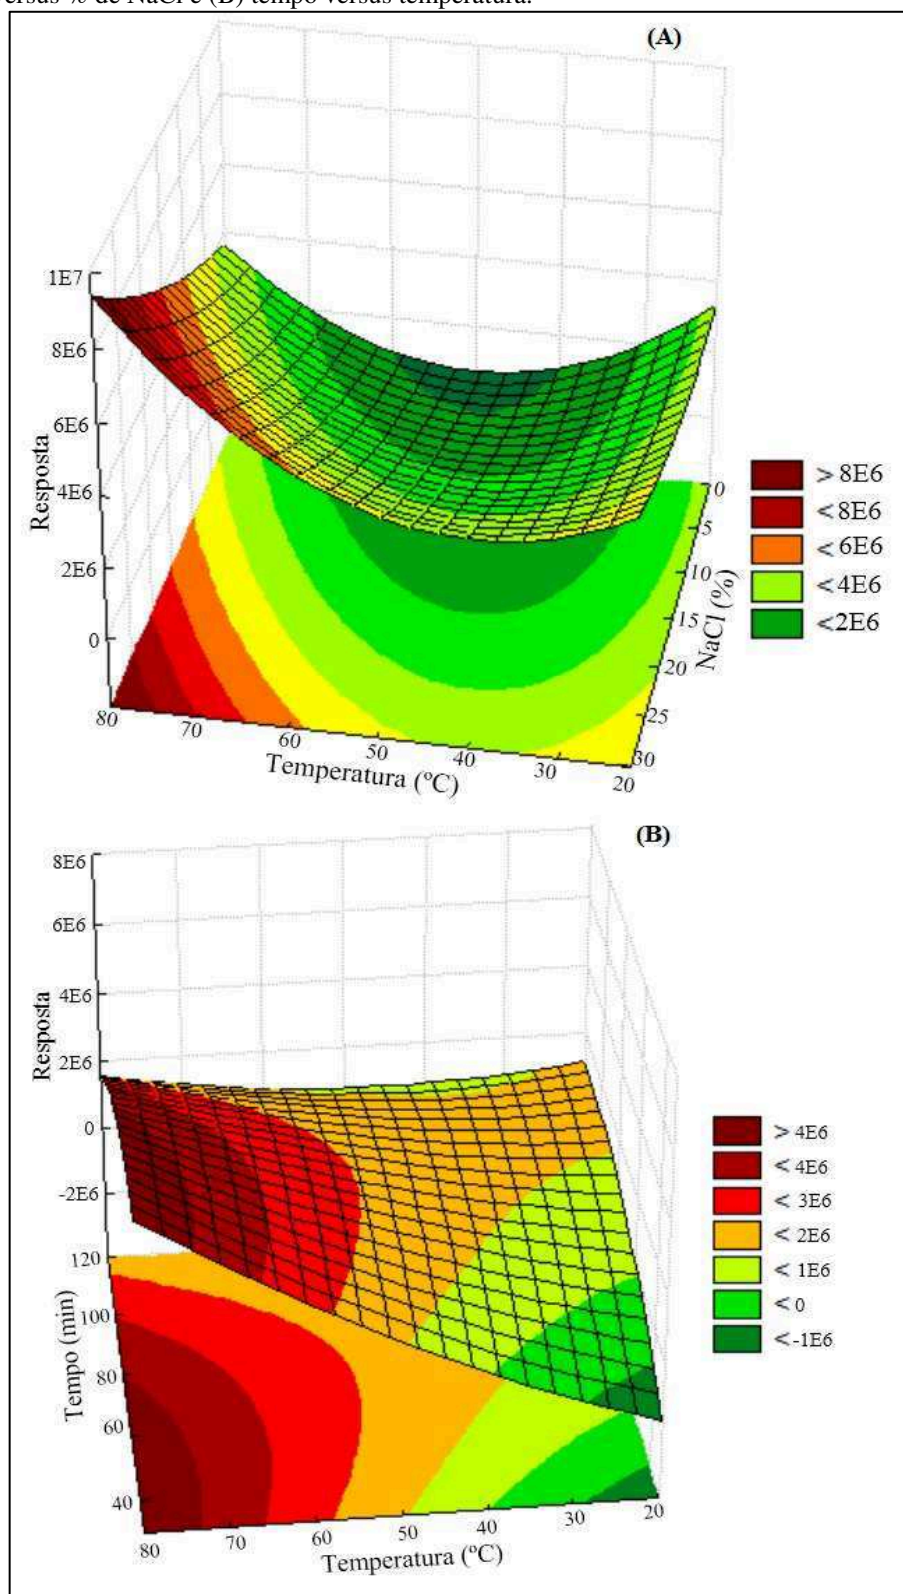 ersus % de NaCl e (B) tempo versus temperatura.
(A)
1E7
8E6
6E6
4E6
2E6
0
Resposta
80
70
60
50
40
30
20
Temperatura (ºC)
0
5
10
15
20
25
30
NaCl (%)
> 8E6
<8E6
< 6E6
<4E6
<2E6
(B)
8E6
6E6
4E6
2E6
0
-2E6
Resposta
120
100
80
60
40
Tempo (min)
80
70
60
50
40
30
20
Temperatura (ºC)
> 4E6
< 4E6
< 3E6
< 2E6
< 1E6
< 0
< -1E6